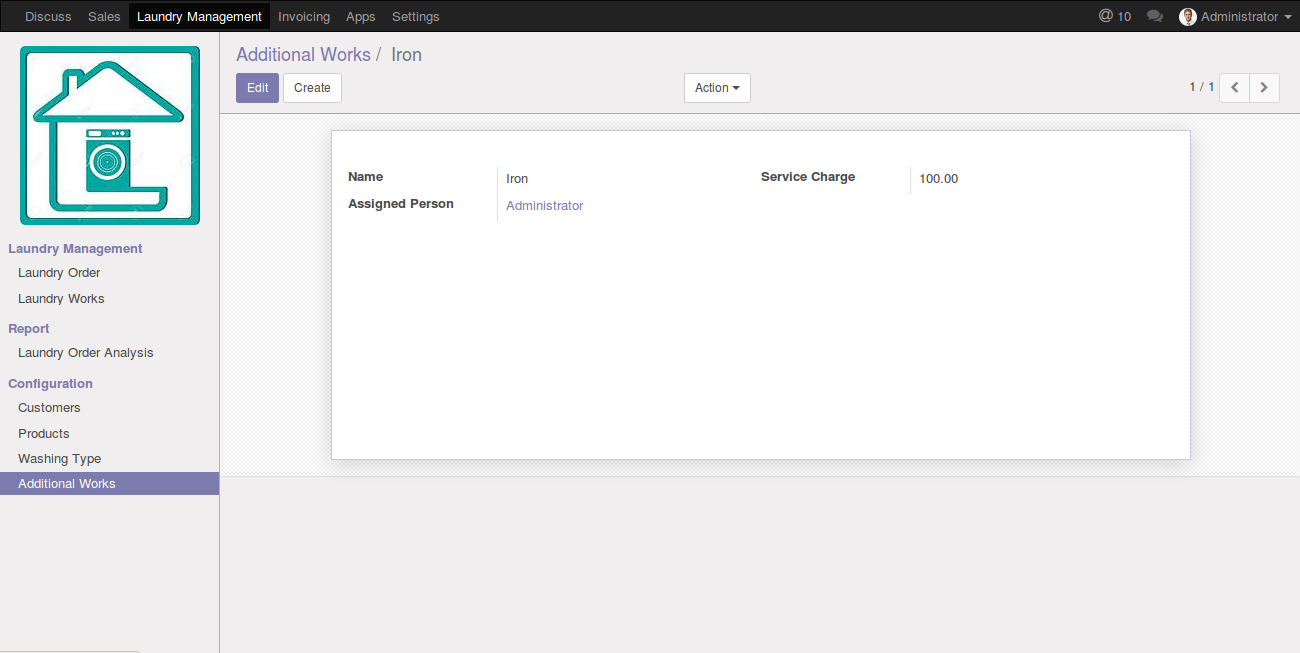 Discuss Sales Laundry Management Invoicing Apps Settings @ 10 Administrator
Additional Works / Iron
Edit Create Action 1 / 1
Name Iron Service Charge 100.00
Assigned Person Administrator
Laundry Management
Laundry Order
Laundry Works
Report
Laundry Order Analysis
Configuration
Customers
Products
Washing Type
Additional Works